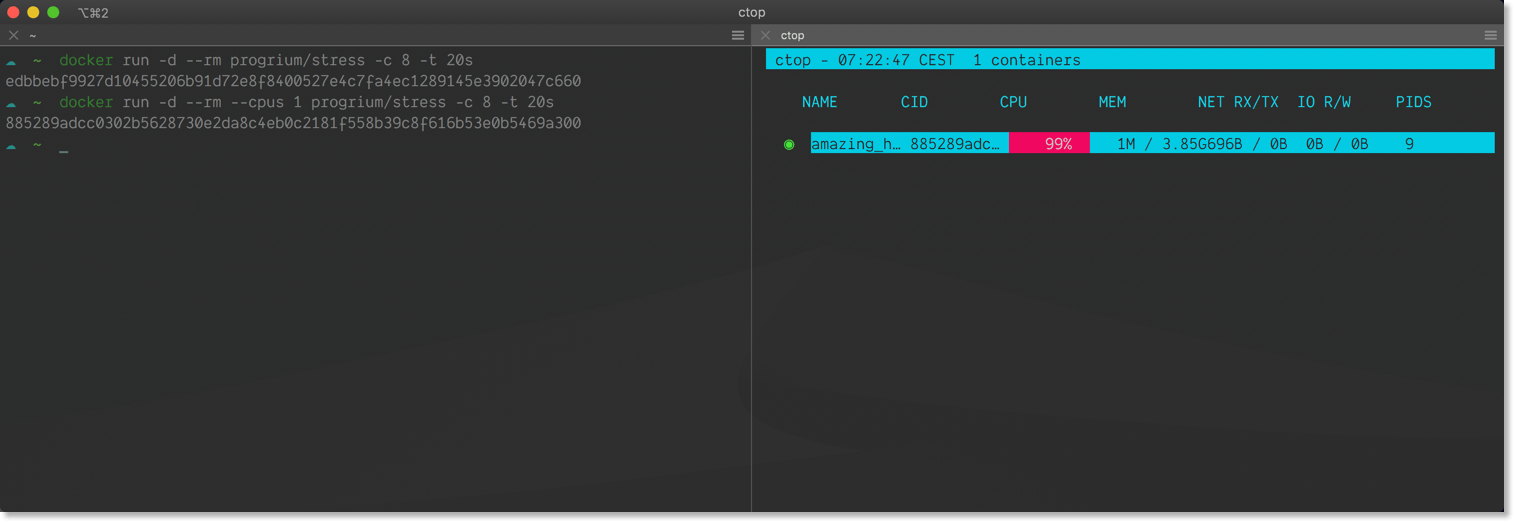 ⌥⌘2
ctop
~
ctop
~ docker run -d --rm progrium/stress -c 8 -t 20s
edbbebf9927d10455206b91d72e8f8400527e4c7fa4ec1289145e3902047c660
~ docker run -d --rm --cpus 1 progrium/stress -c 8 -t 20s
885289adcc0302b5628730e2da8c4eb0c2181f558b39c8f616b53e0b5469a300
~ _
ctop - 07:22:47 CEST 1 containers
NAME CID CPU MEM NET RX/TX IO R/W PIDS
amazing_h… 885289adc… 99% 1M / 3.85G696B / 0B 0B / 0B 9